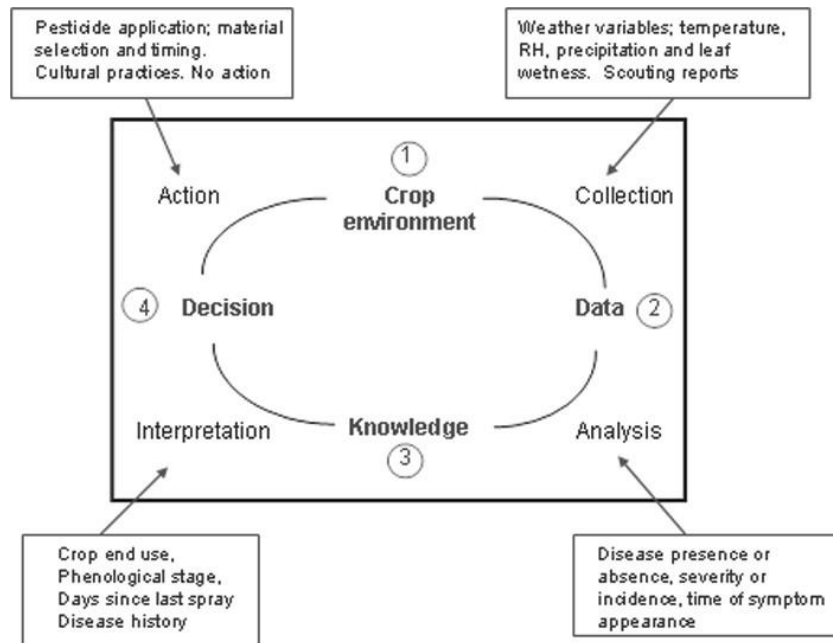 Pesticide application; material
selection and timing.
Cultural practices. No action
Weather variables; temperature,
RH, precipitation and leaf
wetness. Scouting reports
1
Action
Crop
environment
Collection
4
Decision
Data
2
Interpretation
Knowledge
3
Analysis
Crop end use,
Phenological stage,
Days since last spray
Disease history
Disease presence or
absence, severity or
incidence, time of symptom
appearance